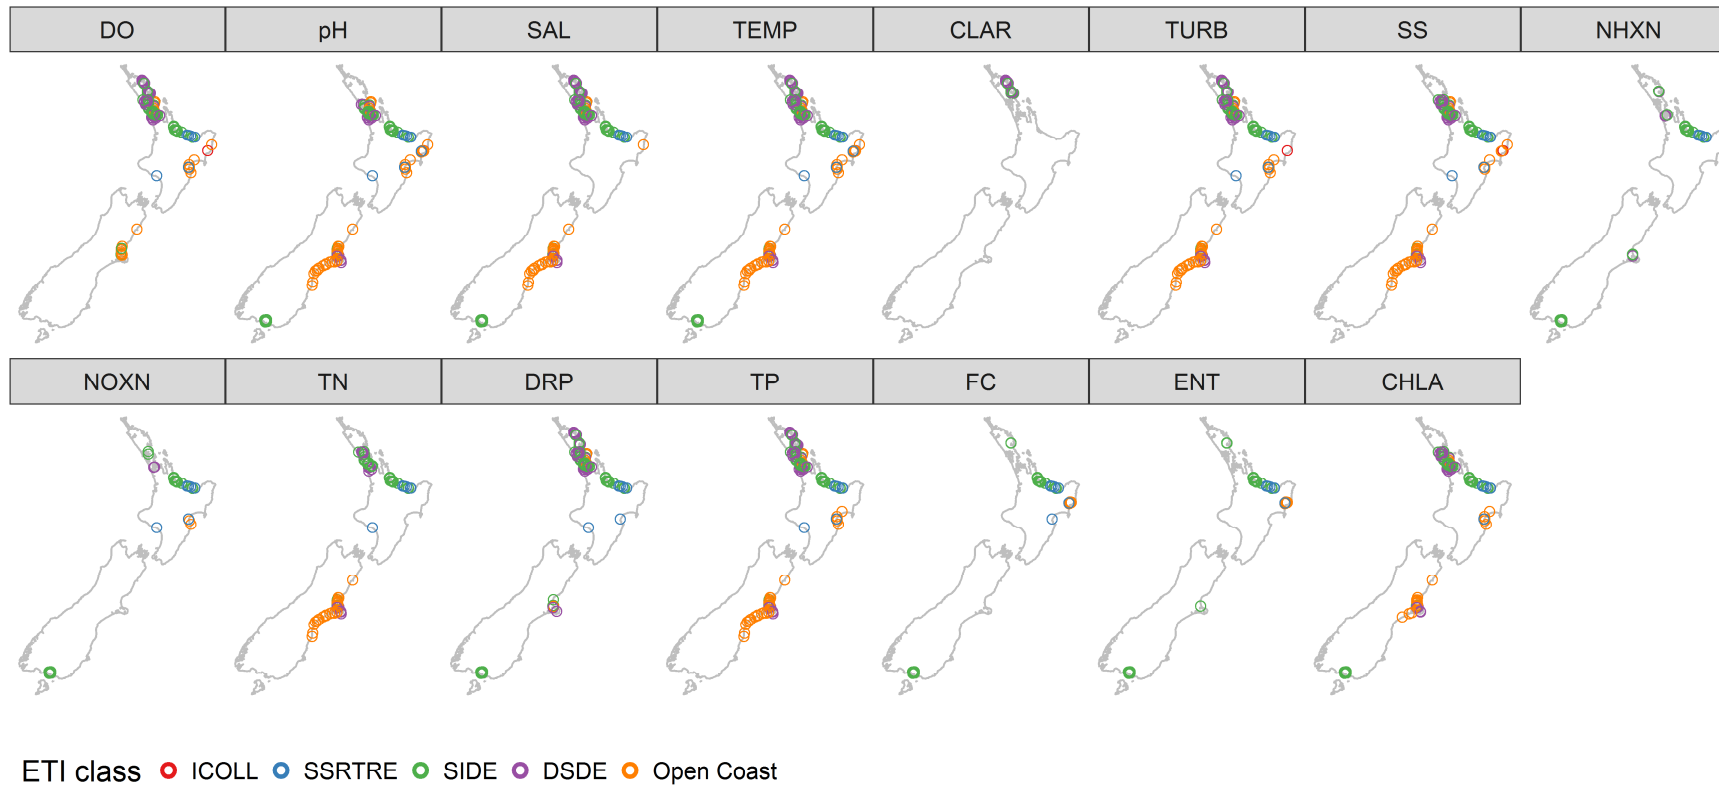 DO pH SAL TEMP CLAR TURB SS NHXN
NOXN TN DRP TP FC ENT CHLA
ETI class ICOLL SSRTRE SIDE DSDE Open Coast